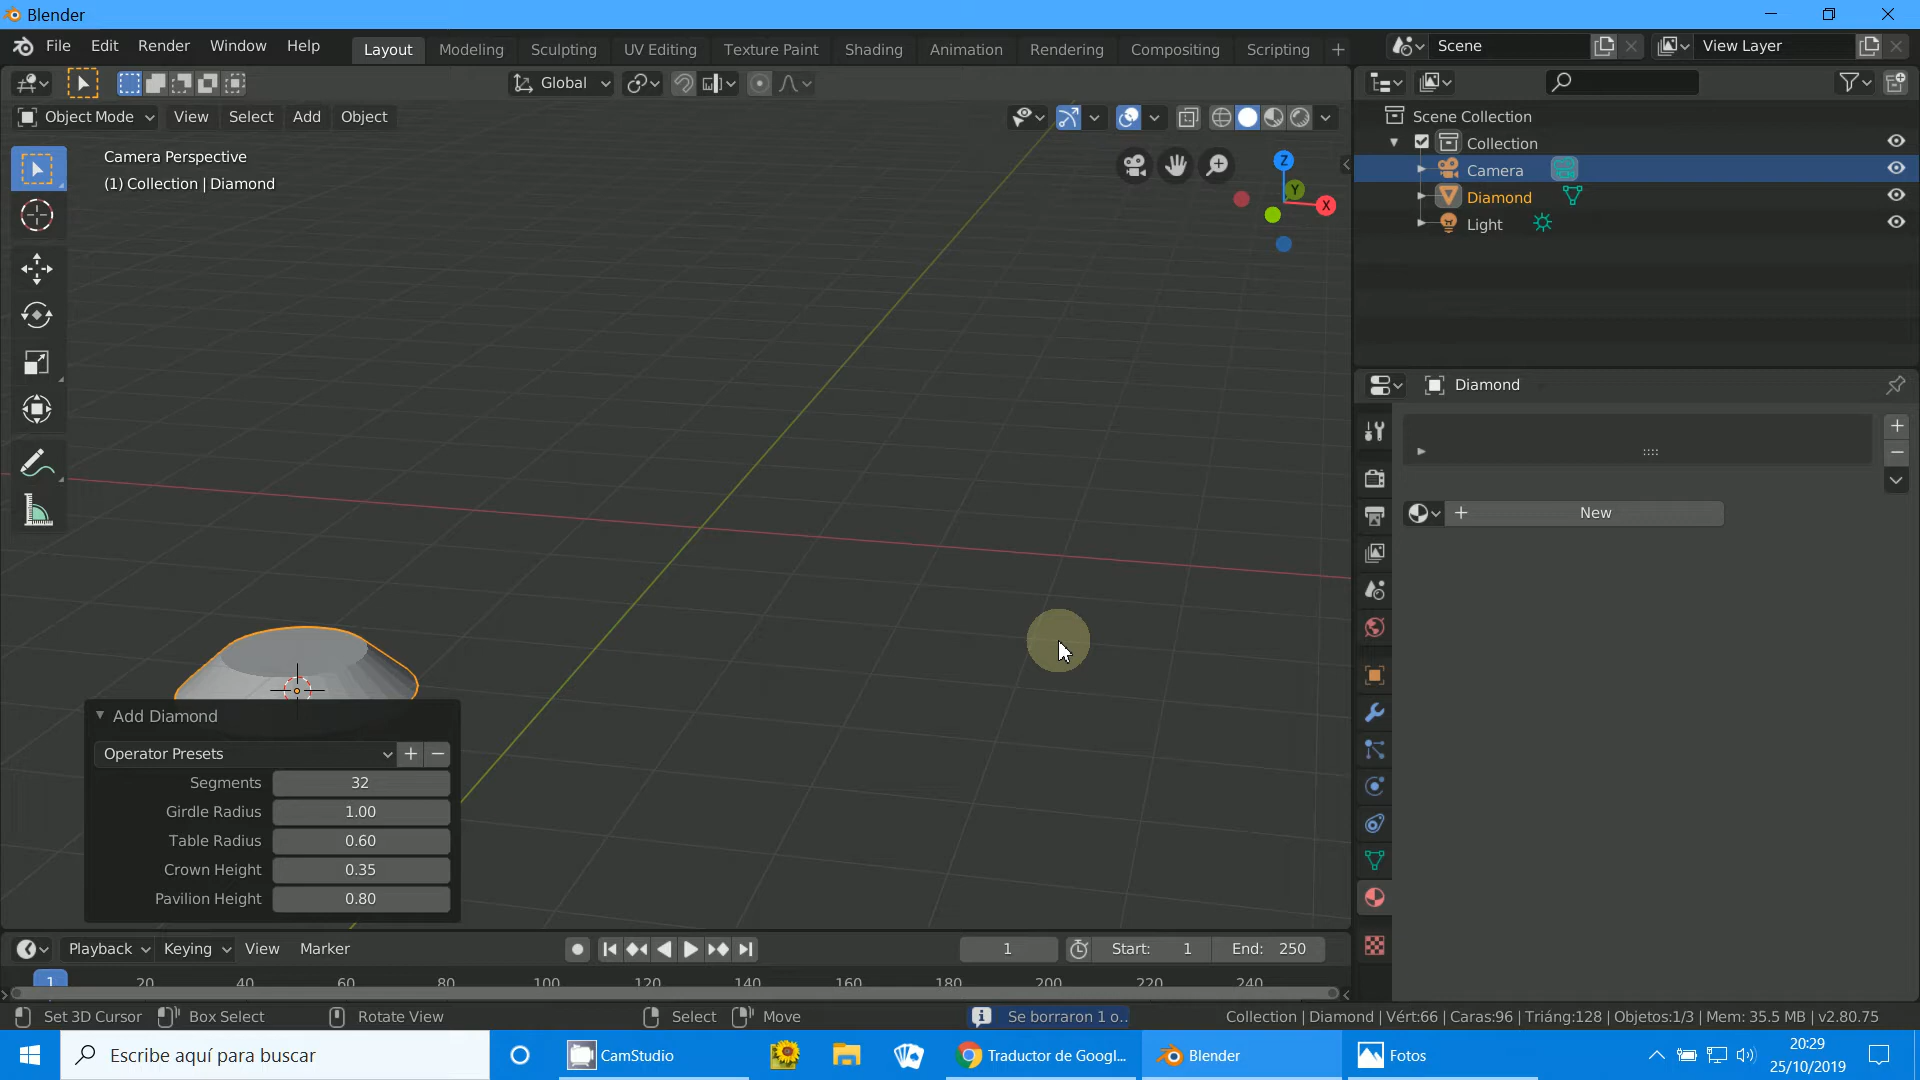 Blender
File Edit Render Window Help
Layout Modeling Sculpting UV Editing Texture Paint Shading Animation Rendering Compositing Scripting
Scene
View Layer
Global
Object Mode View Select Add Object
Camera Perspective
(1) Collection | Diamond
Z
Y
X
Scene Collection
Collection
Camera
Diamond
Light
Diamond
New
Add Diamond
Operator Presets
Segments 32
Girdle Radius 1.00
Table Radius 0.60
Crown Height 0.35
Pavilion Height 0.80
Playback Keying View Marker
1
Start: 1
End: 250
1 20 40 60 80 100 120 140 160 180 200 220 240
Set 3D Cursor Box Select Rotate View Select Move
Se borraron 1 o..
Collection | Diamond | Vért:66 | Caras:96 | Triáng:128 | Objetos:1/3 | Mem: 35.5 MB | v2.80.75
Escribe aquí para buscar
CamStudio
Traductor de Googl...
Blender
Fotos
20:29
25/10/2019